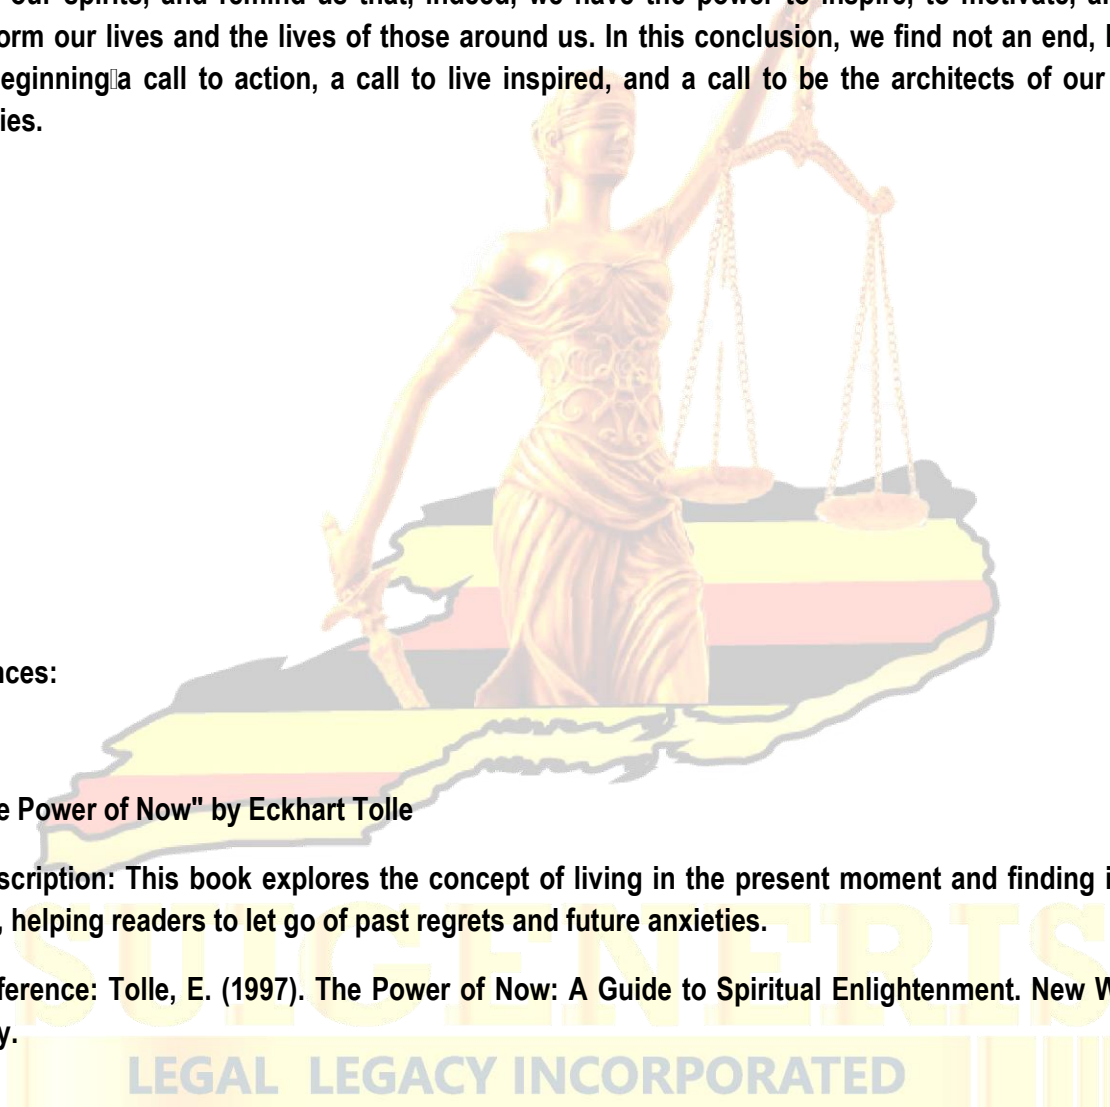 our spirits, and remind us that, indeed, we have the power to inspire, to motivate,
orm our lives and the lives of those around us. In this conclusion, we find not an end,
eginning a call to action, a call to live inspired, and a call to be the architects of our
ies.
nces:
e Power of Now" by Eckhart Tolle
scription: This book explores the concept of living in the present moment and finding i
, helping readers to let go of past regrets and future anxieties.
ference: Tolle, E. (1997). The Power of Now: A Guide to Spiritual Enlightenment. New W
y.
SUIGENERIS
LEGAL LEGACY INCORPORATED